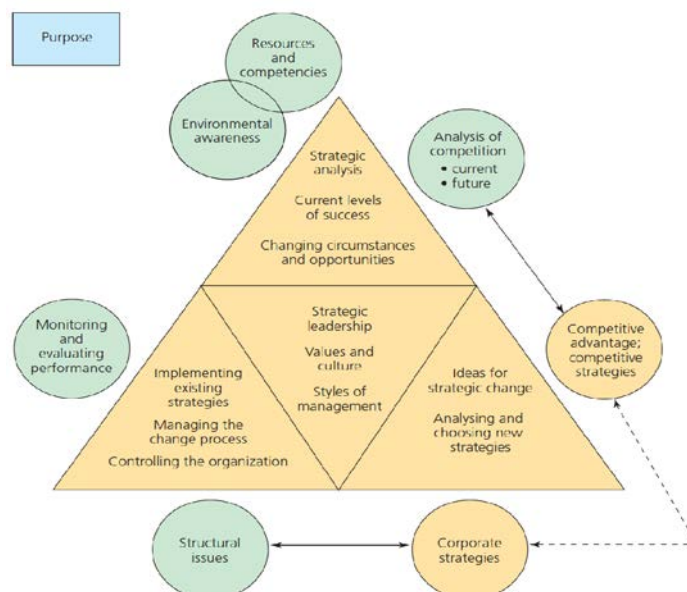 Purpose
Resources
and
competencies
Environmental
awareness
Analysis of
competition
• current
• future
Strategic
analysis
Current levels
of success
Changing circumstances
and opportunities
Monitoring
and
evaluating
performance
Strategic
leadership
Values and
culture
Styles of
management
Implementing
existing
strategies
Managing the
change process
Controlling the organization
Ideas for
strategic change
Analysing and
choosing new
strategies
Competitive
advantage;
competitive
strategies
Structural
issues
Corporate
strategies